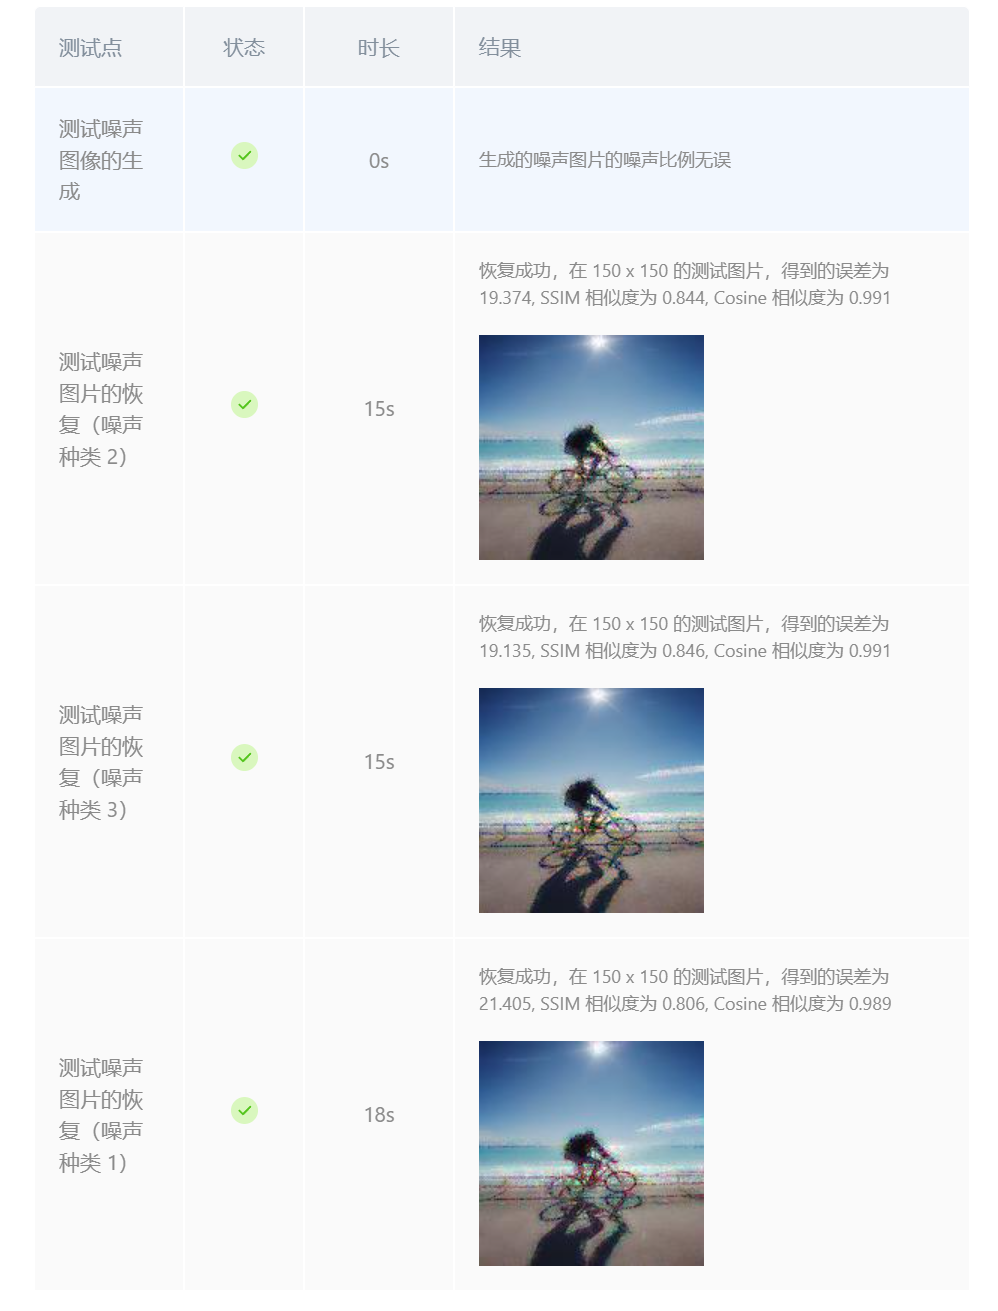 测试点 状态 时长 结果
测试噪声
图像的生
成
0s
生成的噪声图片的噪声比例无误
测试噪声
图片的恢
复（噪声
种类 2）
15s
恢复成功，在 150 x 150 的测试图片，得到的误差为
19.374, SSIM 相似度为 0.844, Cosine 相似度为 0.991
测试噪声
图片的恢
复（噪声
种类 3）
15s
恢复成功，在 150 x 150 的测试图片，得到的误差为
19.135, SSIM 相似度为 0.846, Cosine 相似度为 0.991
测试噪声
图片的恢
复（噪声
种类 1）
18s
恢复成功，在 150 x 150 的测试图片，得到的误差为
21.405, SSIM 相似度为 0.806, Cosine 相似度为 0.989